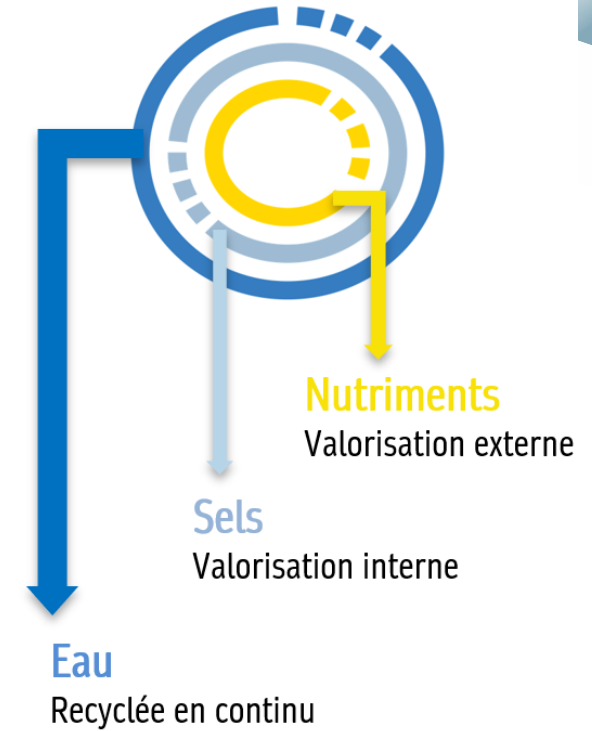 Nutriments
Valorisation externe
Sels
Valorisation interne
Eau
Recyclée en continu